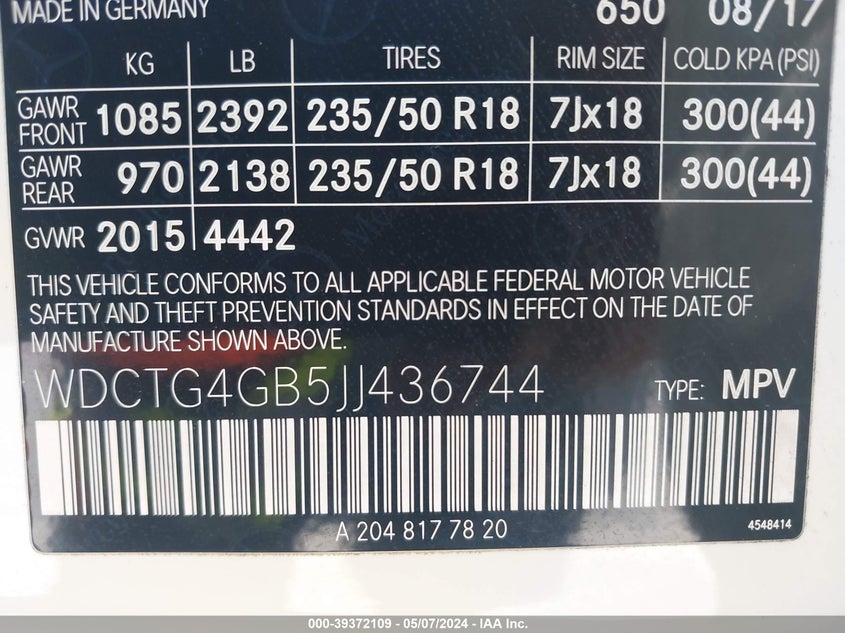 MADE IN GERMANY 650 08/17
KG LB TIRES RIM SIZE COLD KPA (PSI)
GAWR FRONT 1085 2392 235/50 R18 7Jx18 300(44)
GAWR REAR 970 2138 235/50 R18 7Jx18 300(44)
GVWR 2015 4442
THIS VEHICLE CONFORMS TO ALL APPLICABLE FEDERAL MOTOR VEHICLE
SAFETY AND THEFT PREVENTION STANDARDS IN EFFECT ON THE DATE OF
MANUFACTURE SHOWN ABOVE.
WDCTG4GB5JJ436744 TYPE: MPV
A 204 817 78 20 4548414
000-39372109 - 05/07/2024 - IAA Inc.